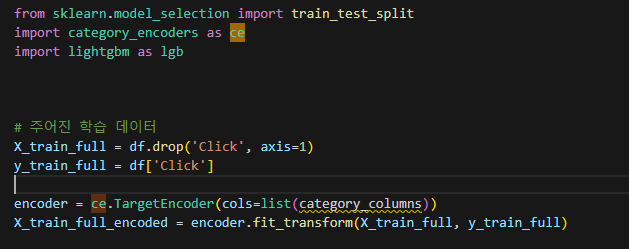 from sklearn.model_selection import train_test_split
import category_encoders as ce
import lightgbm as lgb
# 주어진 학습 데이터
X_train_full = df.drop('Click', axis=1)
y_train_full = df['Click']
encoder = ce.TargetEncoder(cols=list(category_columns))
X_train_full_encoded = encoder.fit_transform(X_train_full, y_train_full)